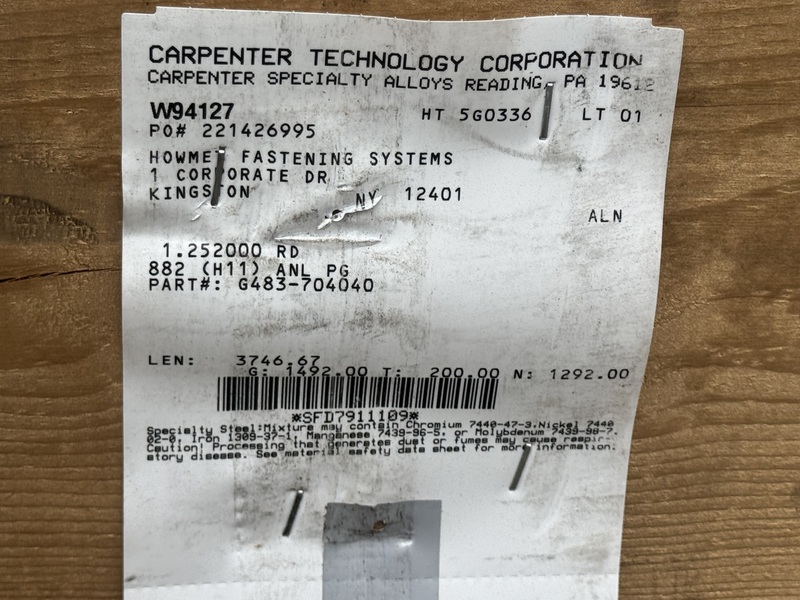 CARPENTER TECHNOLOGY CORPORATION
CARPENTER SPECIALTY ALLOYS READING, PA 19612
W94127 HT 5G0336 LT 01
PO# 221426995
HOWMET FASTENING SYSTEMS
1 CORPORATE DR
KINGSTON NY 12401
ALN
1.252000 RD
882 (H11) ANL PG
PART#: G483-704040
LEN: 3746.67
G: 1492.00 T: 200.00 N: 1292.00
*SFD7911109*
Specialty Steel:Mixture may contain Chromium 7440-47-3,Nickel 7440
02-0, Iron 1309-37-1, Manganese 7439-96-5, or Molybdenum 7439-98-7.
Caution! Processing that generates dust or fumes may cause respir-
atory disease. See material safety data sheet for more information.